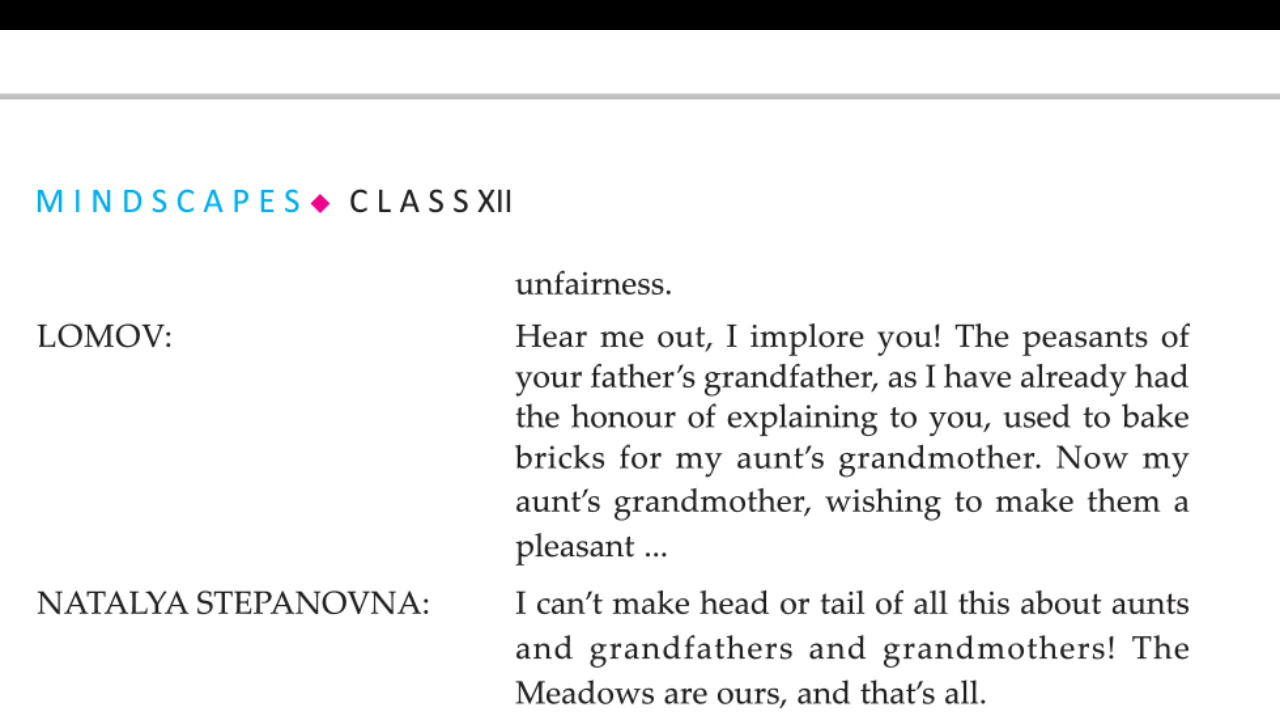 MINDSCAPES◆ CLASS XII
unfairness.
LOMOV: Hear me out, I implore you! The peasants of
your father’s grandfather, as I have already had
the honour of explaining to you, used to bake
bricks for my aunt’s grandmother. Now my
aunt’s grandmother, wishing to make them a
pleasant ...
NATALYA STEPANOVNA: I can’t make head or tail of all this about aunts
and grandfathers and grandmothers! The
Meadows are ours, and that’s all.